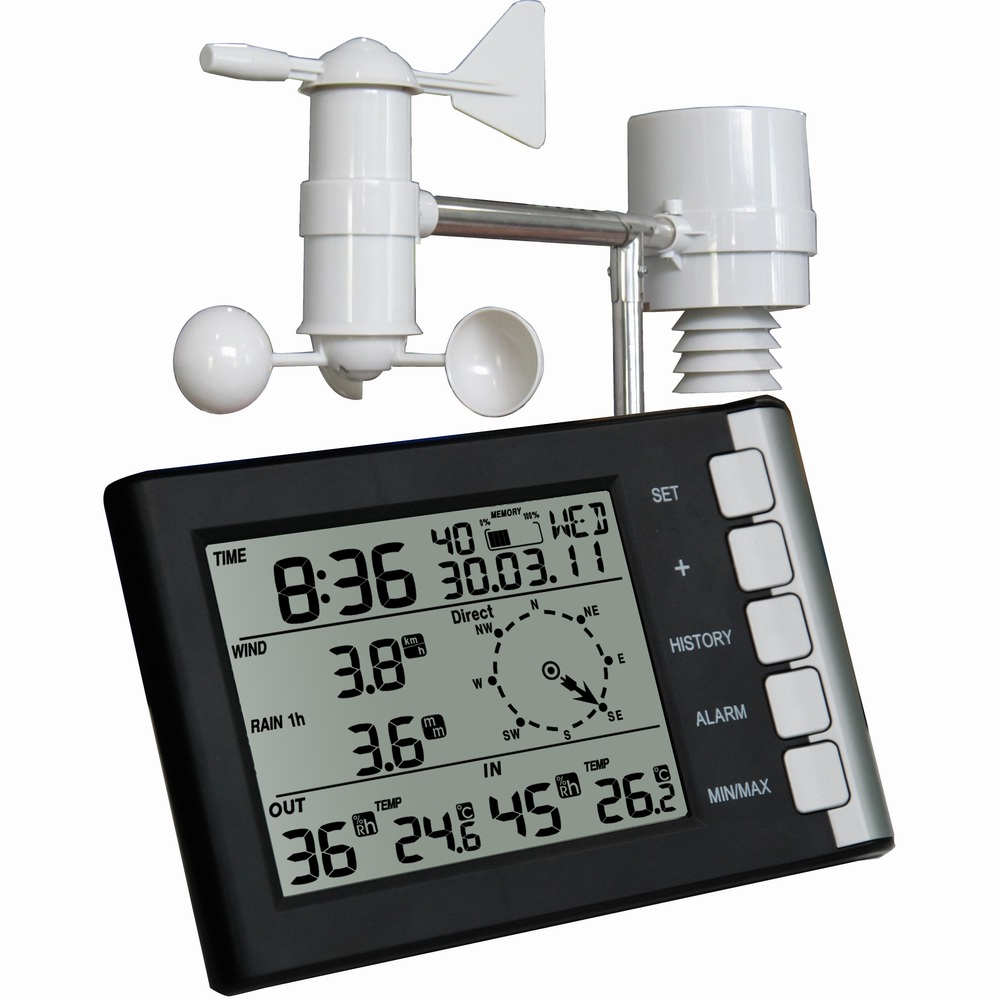 TIME 8:36 40 0% MEMORY 100% WED
30.03.11
WIND 3.8 km/h
RAIN 1h 3.6 mm
Direct
N
NE
E
SE
S
SW
W
NW
OUT IN
36 %Rh TEMP 24.6 °C 45 %Rh TEMP 26.2 °C
SET
+
HISTORY
ALARM
MIN/MAX